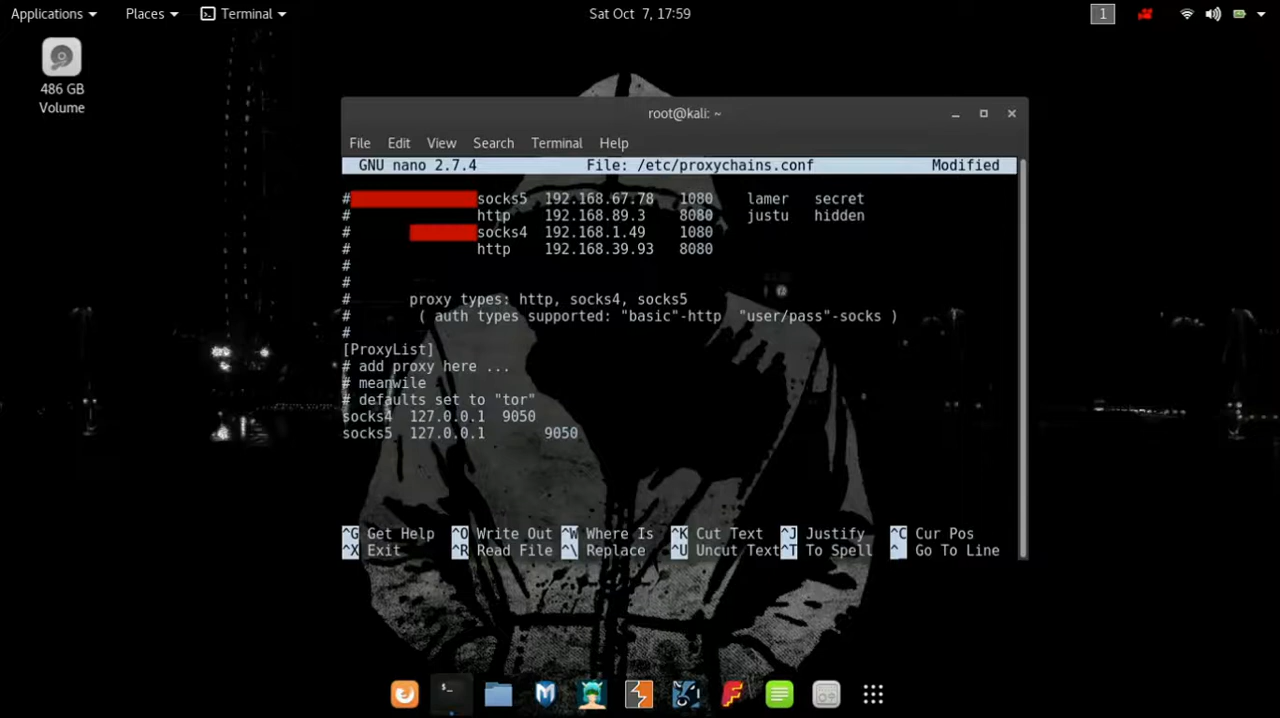 Applications Places Terminal Sat Oct 7, 17:59 1
486 GB
Volume
root@kali: ~
File Edit View Search Terminal Help
GNU nano 2.7.4 File: /etc/proxychains.conf Modified
# socks5 192.168.67.78 1080 lamer secret
# http 192.168.89.3 8080 justu hidden
# socks4 192.168.1.49 1080
# http 192.168.39.93 8080
#
#
# proxy types: http, socks4, socks5
# ( auth types supported: "basic"-http "user/pass"-socks )
#
[ProxyList]
# add proxy here ...
# meanwile
# defaults set to "tor"
socks4 127.0.0.1 9050
socks5 127.0.0.1 9050
^G Get Help ^O Write Out ^W Where Is ^K Cut Text ^J Justify ^C Cur Pos
^X Exit ^R Read File ^\ Replace ^U Uncut Text ^T To Spell ^_ Go To Line